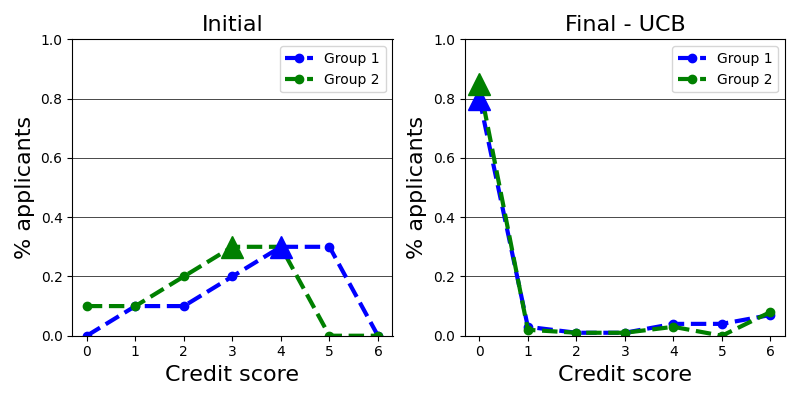 Initial
1.0
0.8
0.6
0.4
0.2
0.0
% applicants
0 1 2 3 4 5 6
Credit score
Group 1
Group 2
Final - UCB
1.0
0.8
0.6
0.4
0.2
0.0
% applicants
0 1 2 3 4 5 6
Credit score
Group 1
Group 2